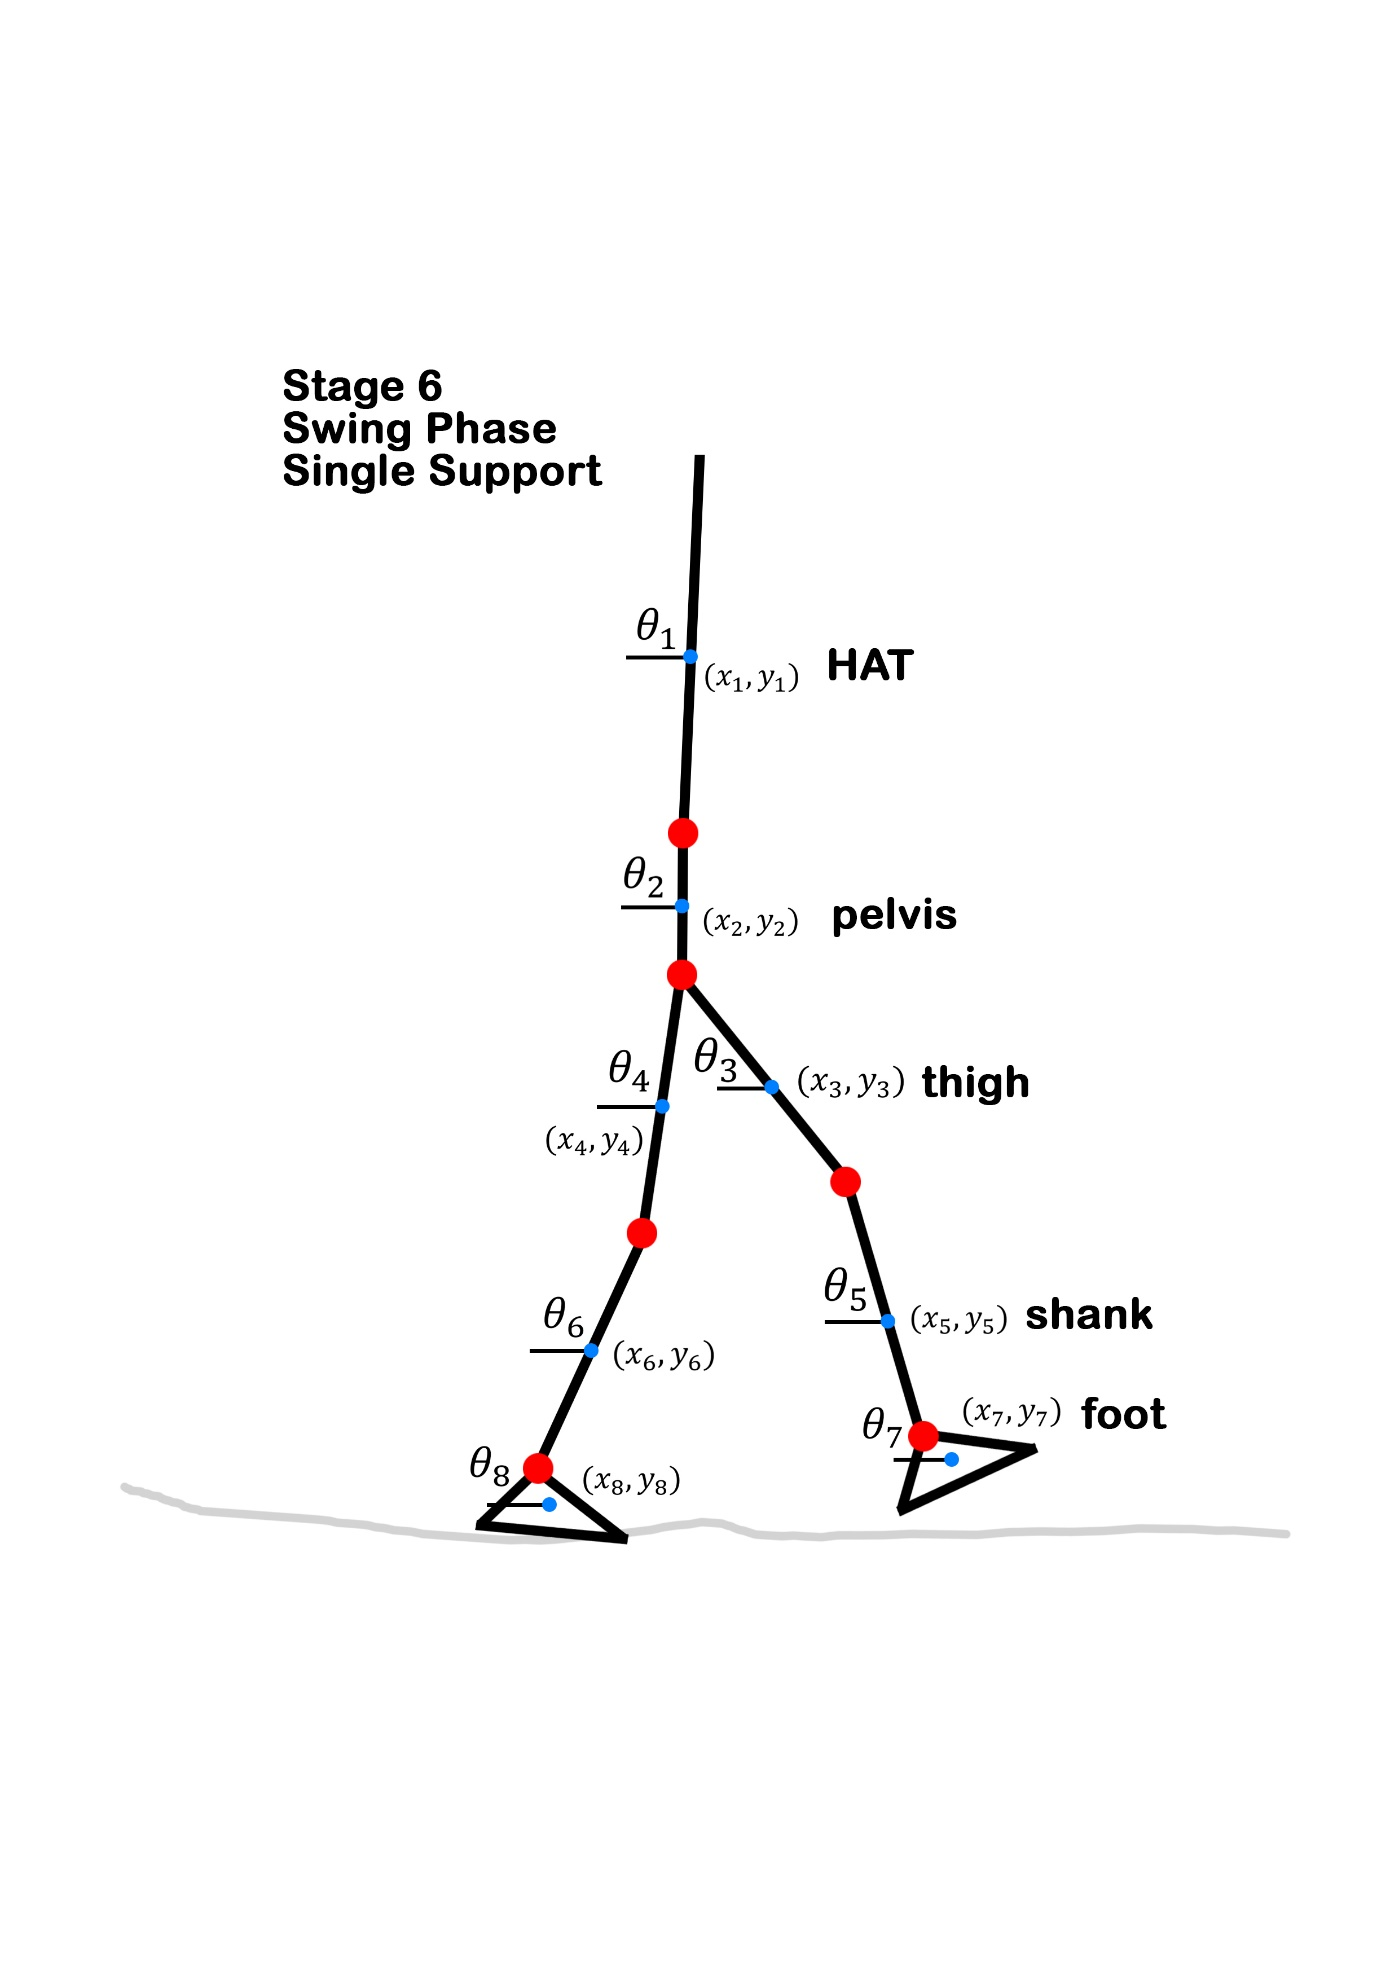 Stage 6
Swing Phase
Single Support
θ₁
(x₁, y₁) HAT
θ₂
(x₂, y₂) pelvis
θ₃
(x₃, y₃) thigh
θ₄
(x₄, y₄)
θ₅
(x₅, y₅) shank
θ₆
(x₆, y₆)
θ₇
(x₇, y₇) foot
θ₈
(x₈, y₈)